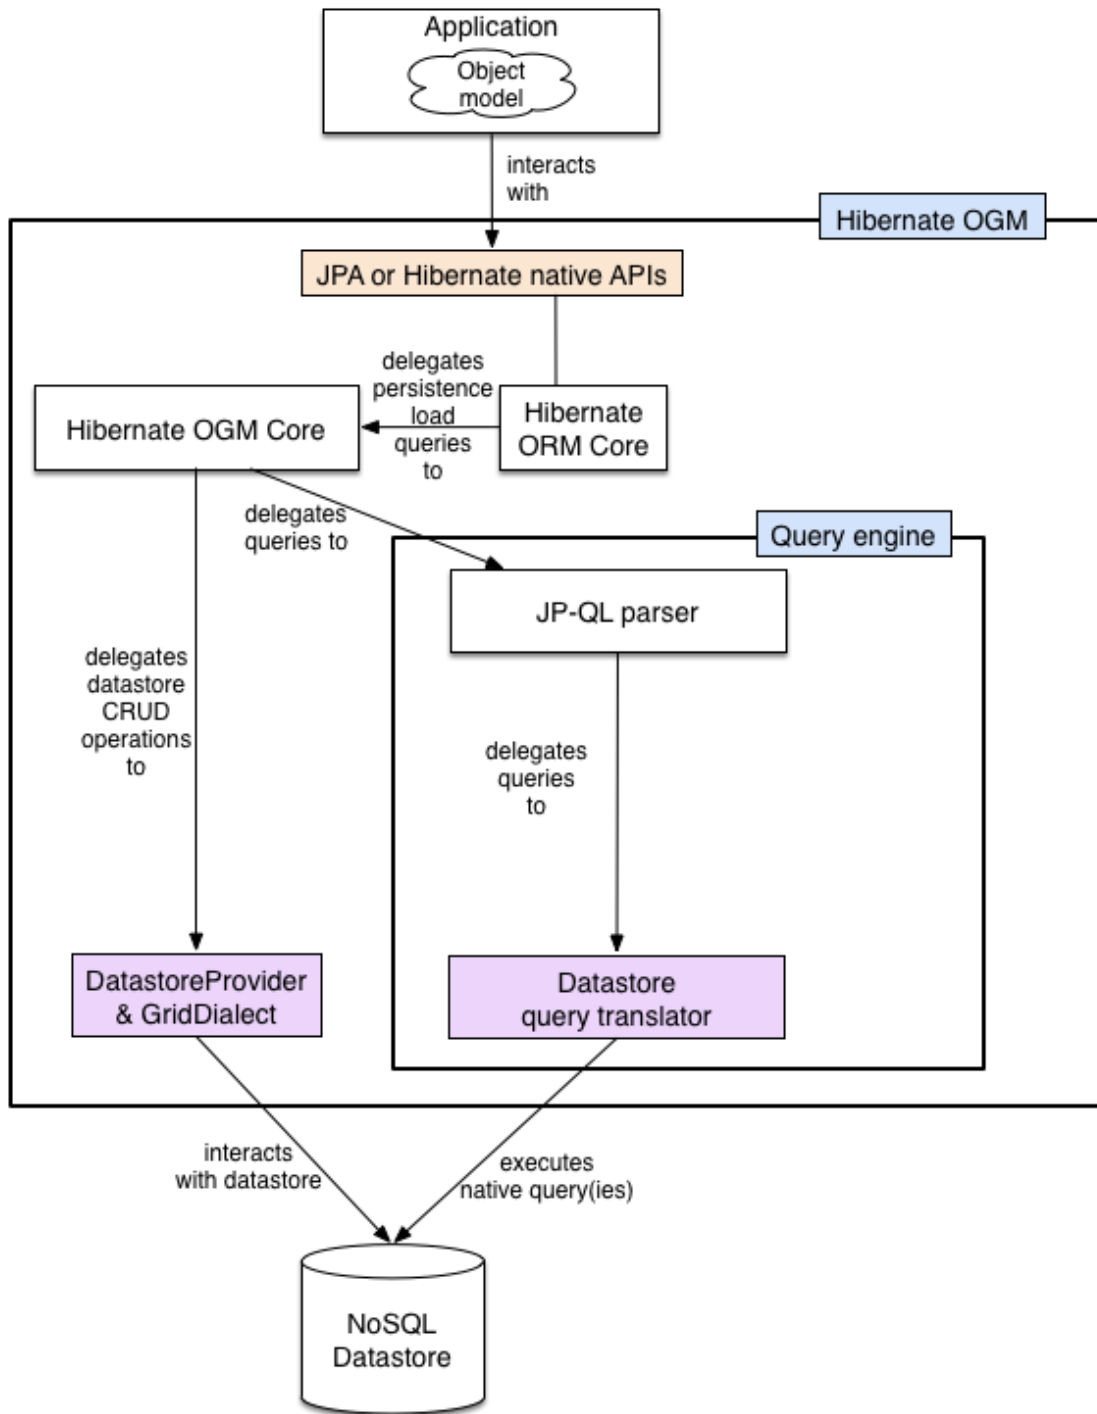 Application
Object
model
interacts
with
Hibernate OGM
JPA or Hibernate native APIs
delegates
persistence
load
queries
to
Hibernate OGM Core
Hibernate
ORM Core
delegates
queries to
Query engine
JP-QL parser
delegates
datastore
CRUD
operations
to
delegates
queries
to
DatastoreProvider
& GridDialect
Datastore
query translator
interacts
with datastore
executes
native query(ies)
NoSQL
Datastore